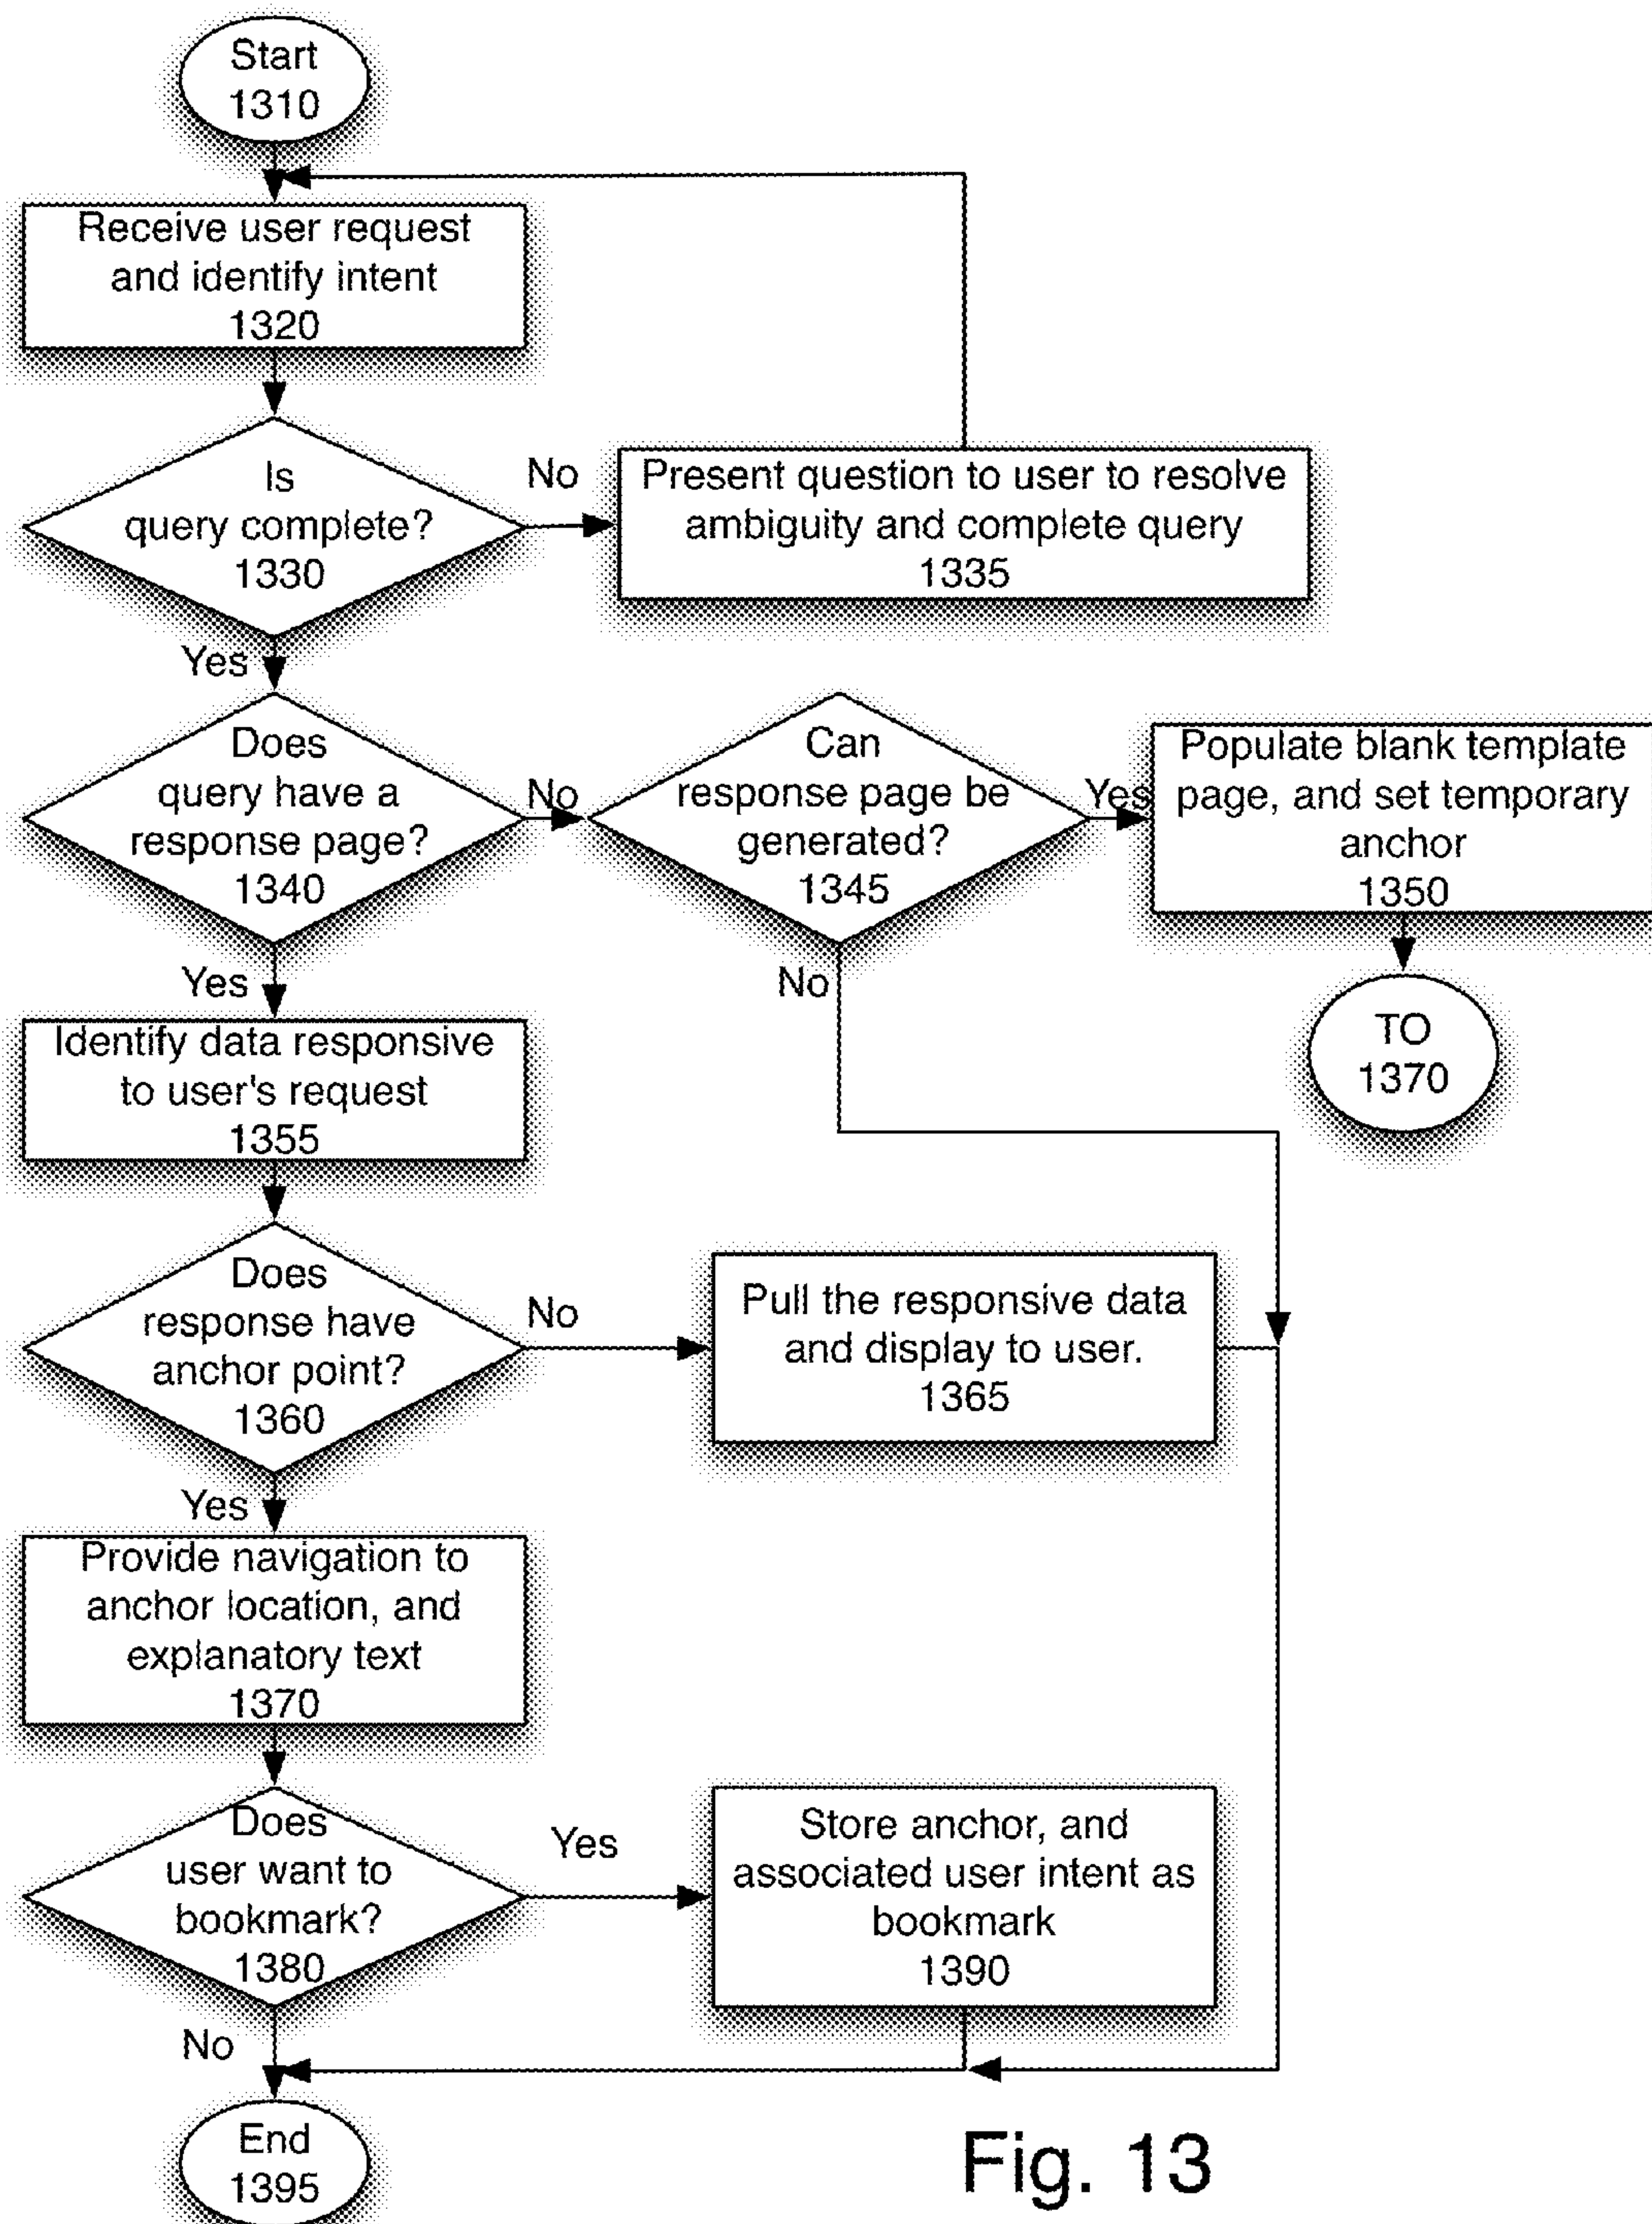 Start
1310
Receive user request
and identify intent
1320
Is
query complete?
1330
No
Present question to user to resolve
ambiguity and complete query
1335
Yes
Does
query have a
response page?
1340
No
Can
response page be
generated?
1345
Yes
Populate blank template
page, and set temporary
anchor
1350
Yes
No
TO
1370
Identify data responsive
to user's request
1355
Does
response have
anchor point?
1360
No
Pull the responsive data
and display to user.
1365
Yes
Provide navigation to
anchor location, and
explanatory text
1370
Does
user want to
bookmark?
1380
Yes
Store anchor, and
associated user intent as
bookmark
1390
No
End
1395
Fig. 13